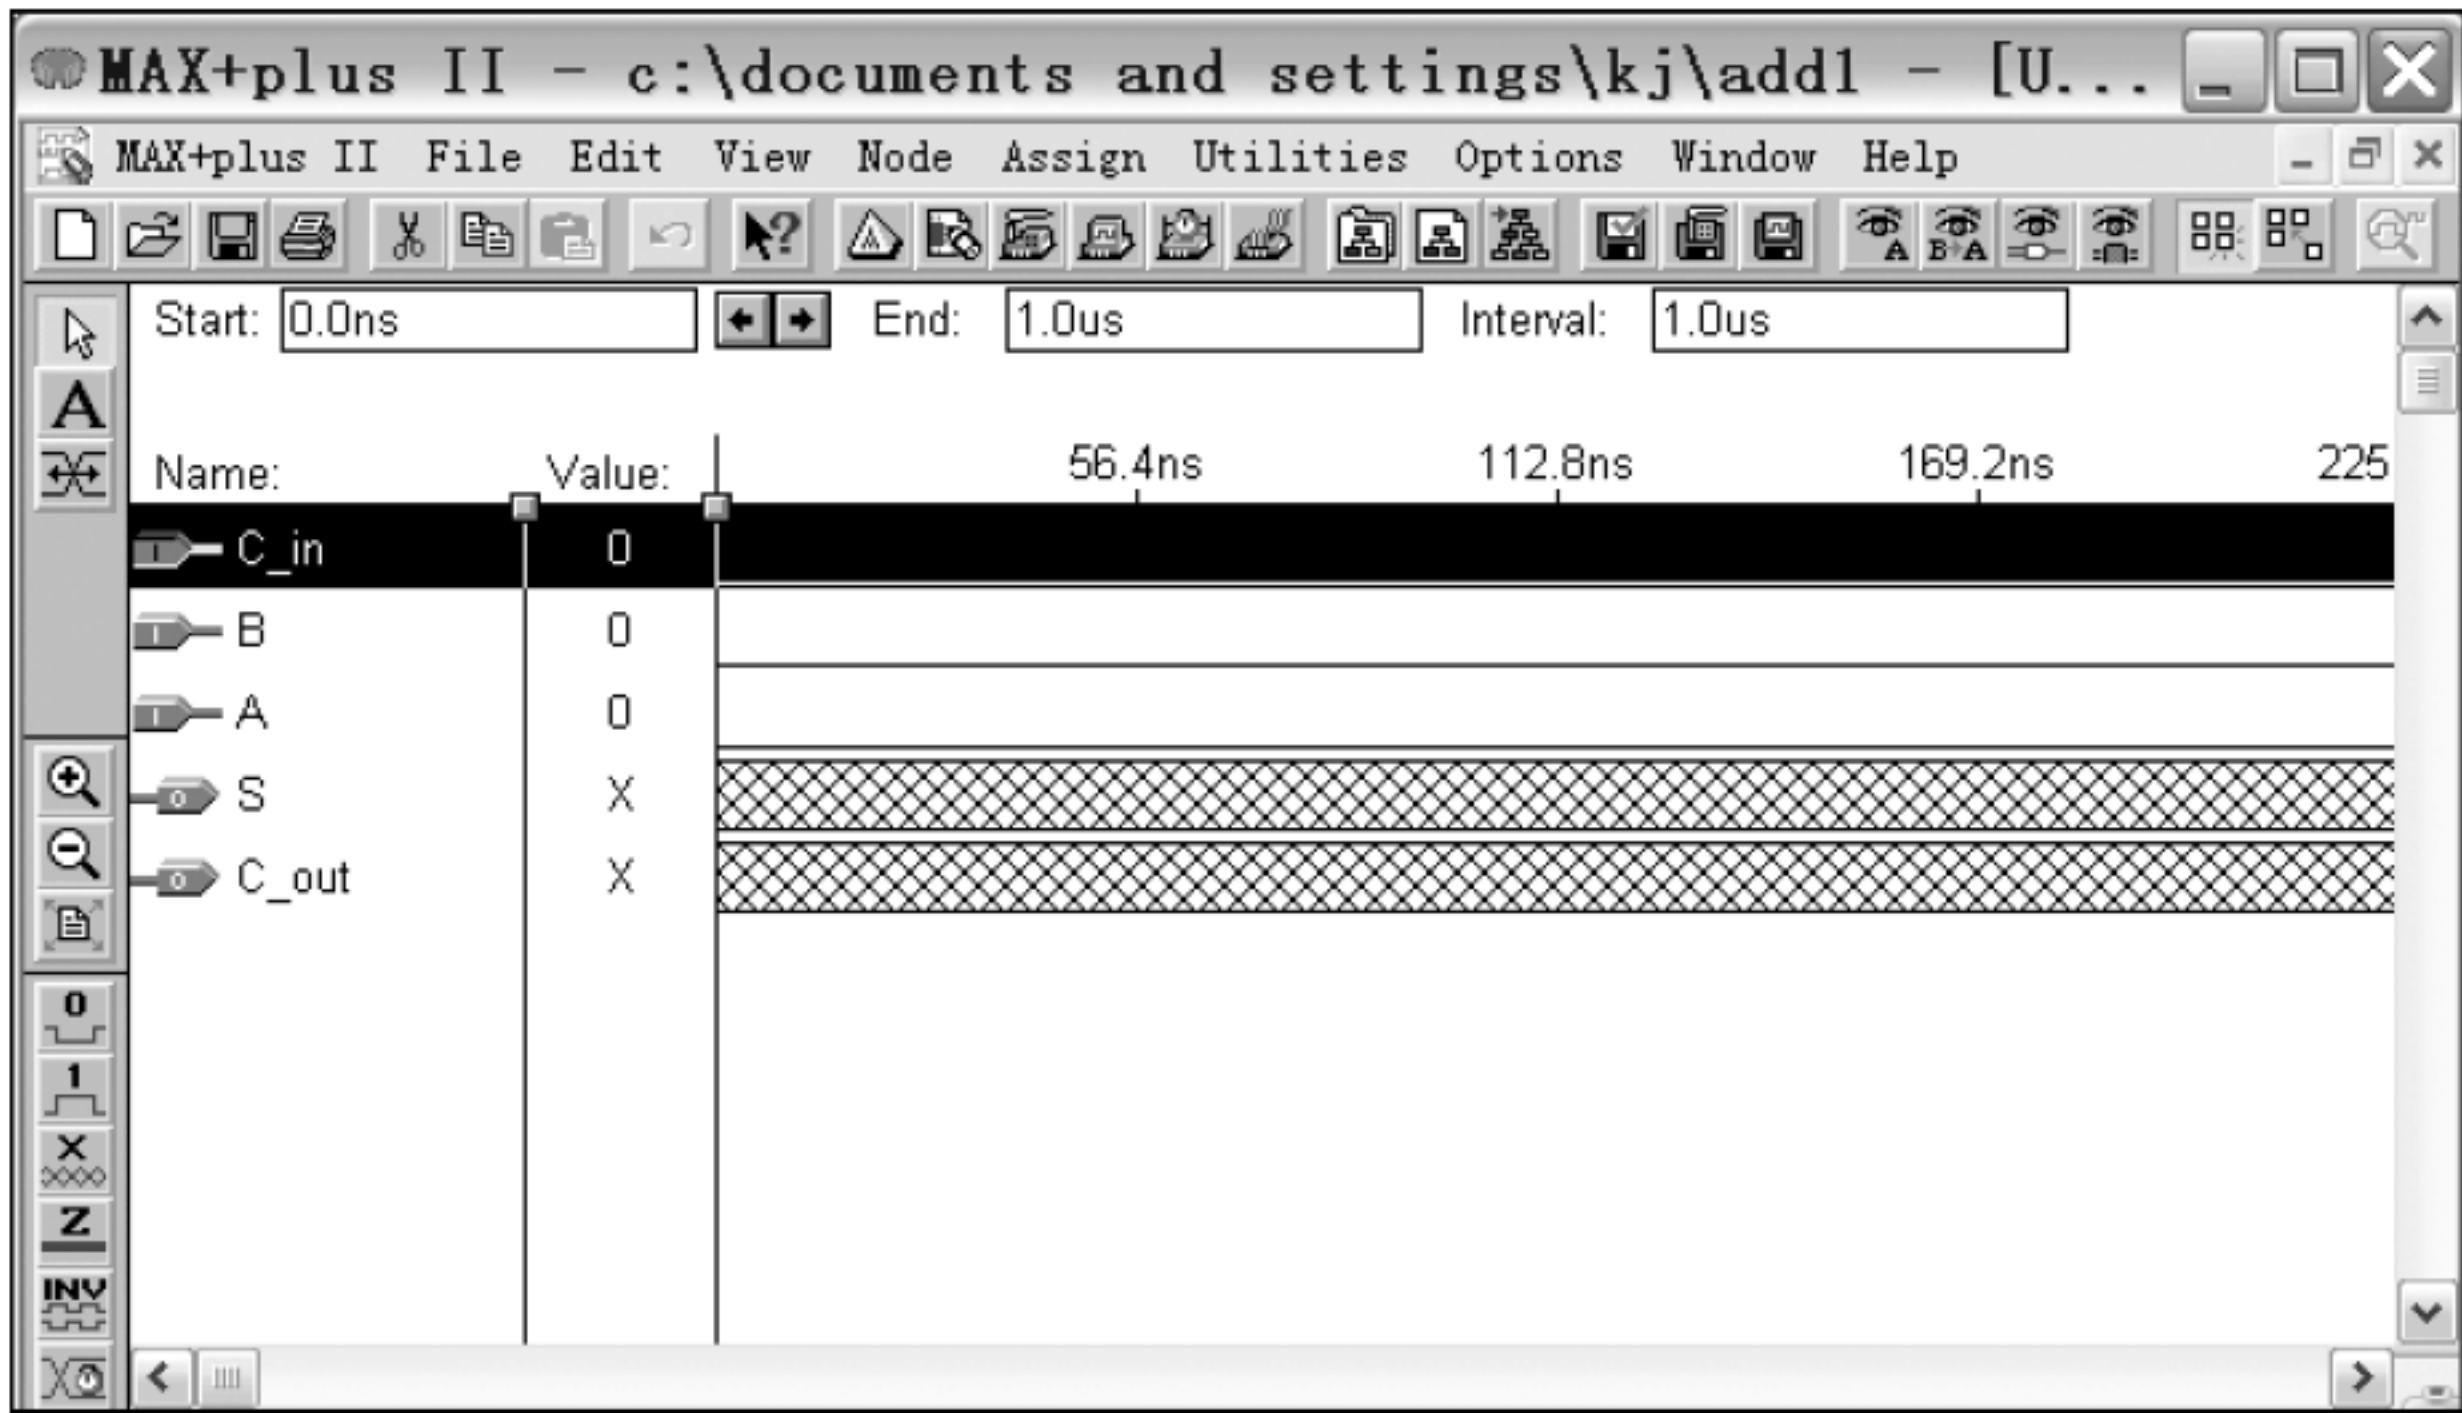 MAX+plus II - c:\documents and settings\kj\add1 - [U...
MAX+plus II File Edit View Node Assign Utilities Options Window Help
Start: 0.0ns End: 1.0us Interval: 1.0us
A
Name: Value: 56.4ns 112.8ns 169.2ns 225
C_in 0
B 0
A 0
S X
C_out X
0
1
X
Z
INV